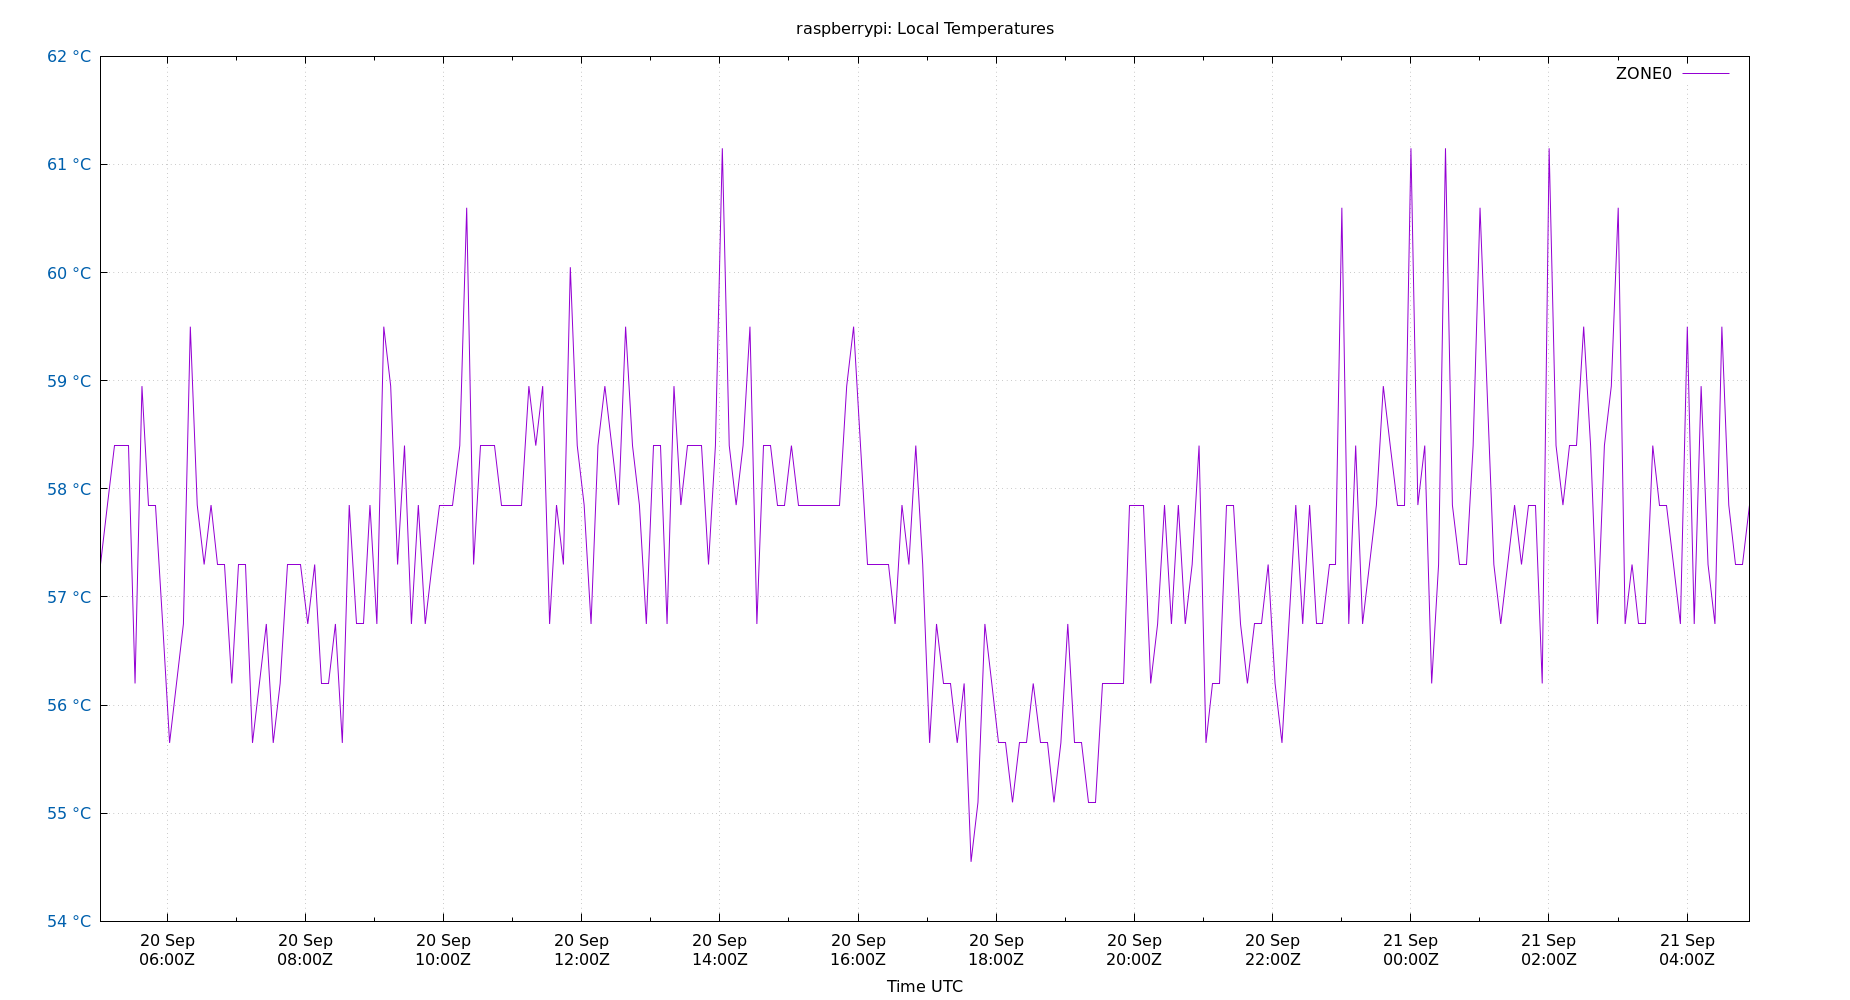 raspberrypi: Local Temperatures
62 °C
ZONE0
61 °C
60 °C
59 °C
58 °C
57 °C
56 °C
55 °C
54 °C
20 Sep 20 Sep 20 Sep 20 Sep 20 Sep 20 Sep 20 Sep 20 Sep 20 Sep 21 Sep 21 Sep 21 Sep
06:00Z 08:00Z 10:00Z 12:00Z 14:00Z 16:00Z 18:00Z 20:00Z 22:00Z 00:00Z 02:00Z 04:00Z
Time UTC